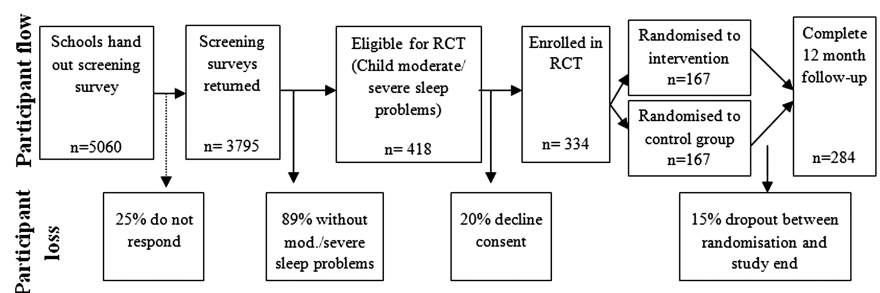 Participant flow
Schools hand
out screening
survey
n=5060
Screening
surveys
returned
n= 3795
Eligible for RCT
(Child moderate/
severe sleep
problems)
n= 418
Enrolled in
RCT
n= 334
Randomised to
intervention
n=167
Randomised to
control group
n=167
Complete
12 month
follow-up
n=284
Participant
loss
25% do not
respond
89% without
mod./severe
sleep problems
20% decline
consent
15% dropout between
randomisation and
study end